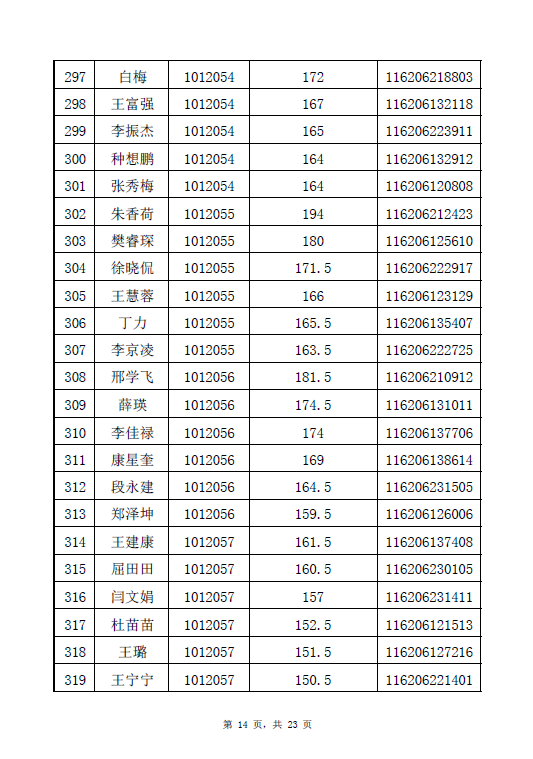 297 白梅 1012054 172 116206218803
298 王富强 1012054 167 116206132118
299 李振杰 1012054 165 116206223911
300 种想鹏 1012054 164 116206132912
301 张秀梅 1012054 164 116206120808
302 朱香荷 1012055 194 116206212423
303 樊睿琛 1012055 180 116206125610
304 徐晓侃 1012055 171.5 116206222917
305 王慧蓉 1012055 166 116206123129
306 丁力 1012055 165.5 116206135407
307 李京凌 1012055 163.5 116206222725
308 邢学飞 1012056 181.5 116206210912
309 薛瑛 1012056 174.5 116206131011
310 李佳禄 1012056 174 116206137706
311 康星奎 1012056 169 116206138614
312 段永建 1012056 164.5 116206231505
313 郑泽坤 1012056 159.5 116206126006
314 王建康 1012057 161.5 116206137408
315 屈田田 1012057 160.5 116206230105
316 闫文娟 1012057 157 116206231411
317 杜苗苗 1012057 152.5 116206121513
318 王璐 1012057 151.5 116206127216
319 王宁宁 1012057 150.5 116206221401
第 14 页，共 23 页